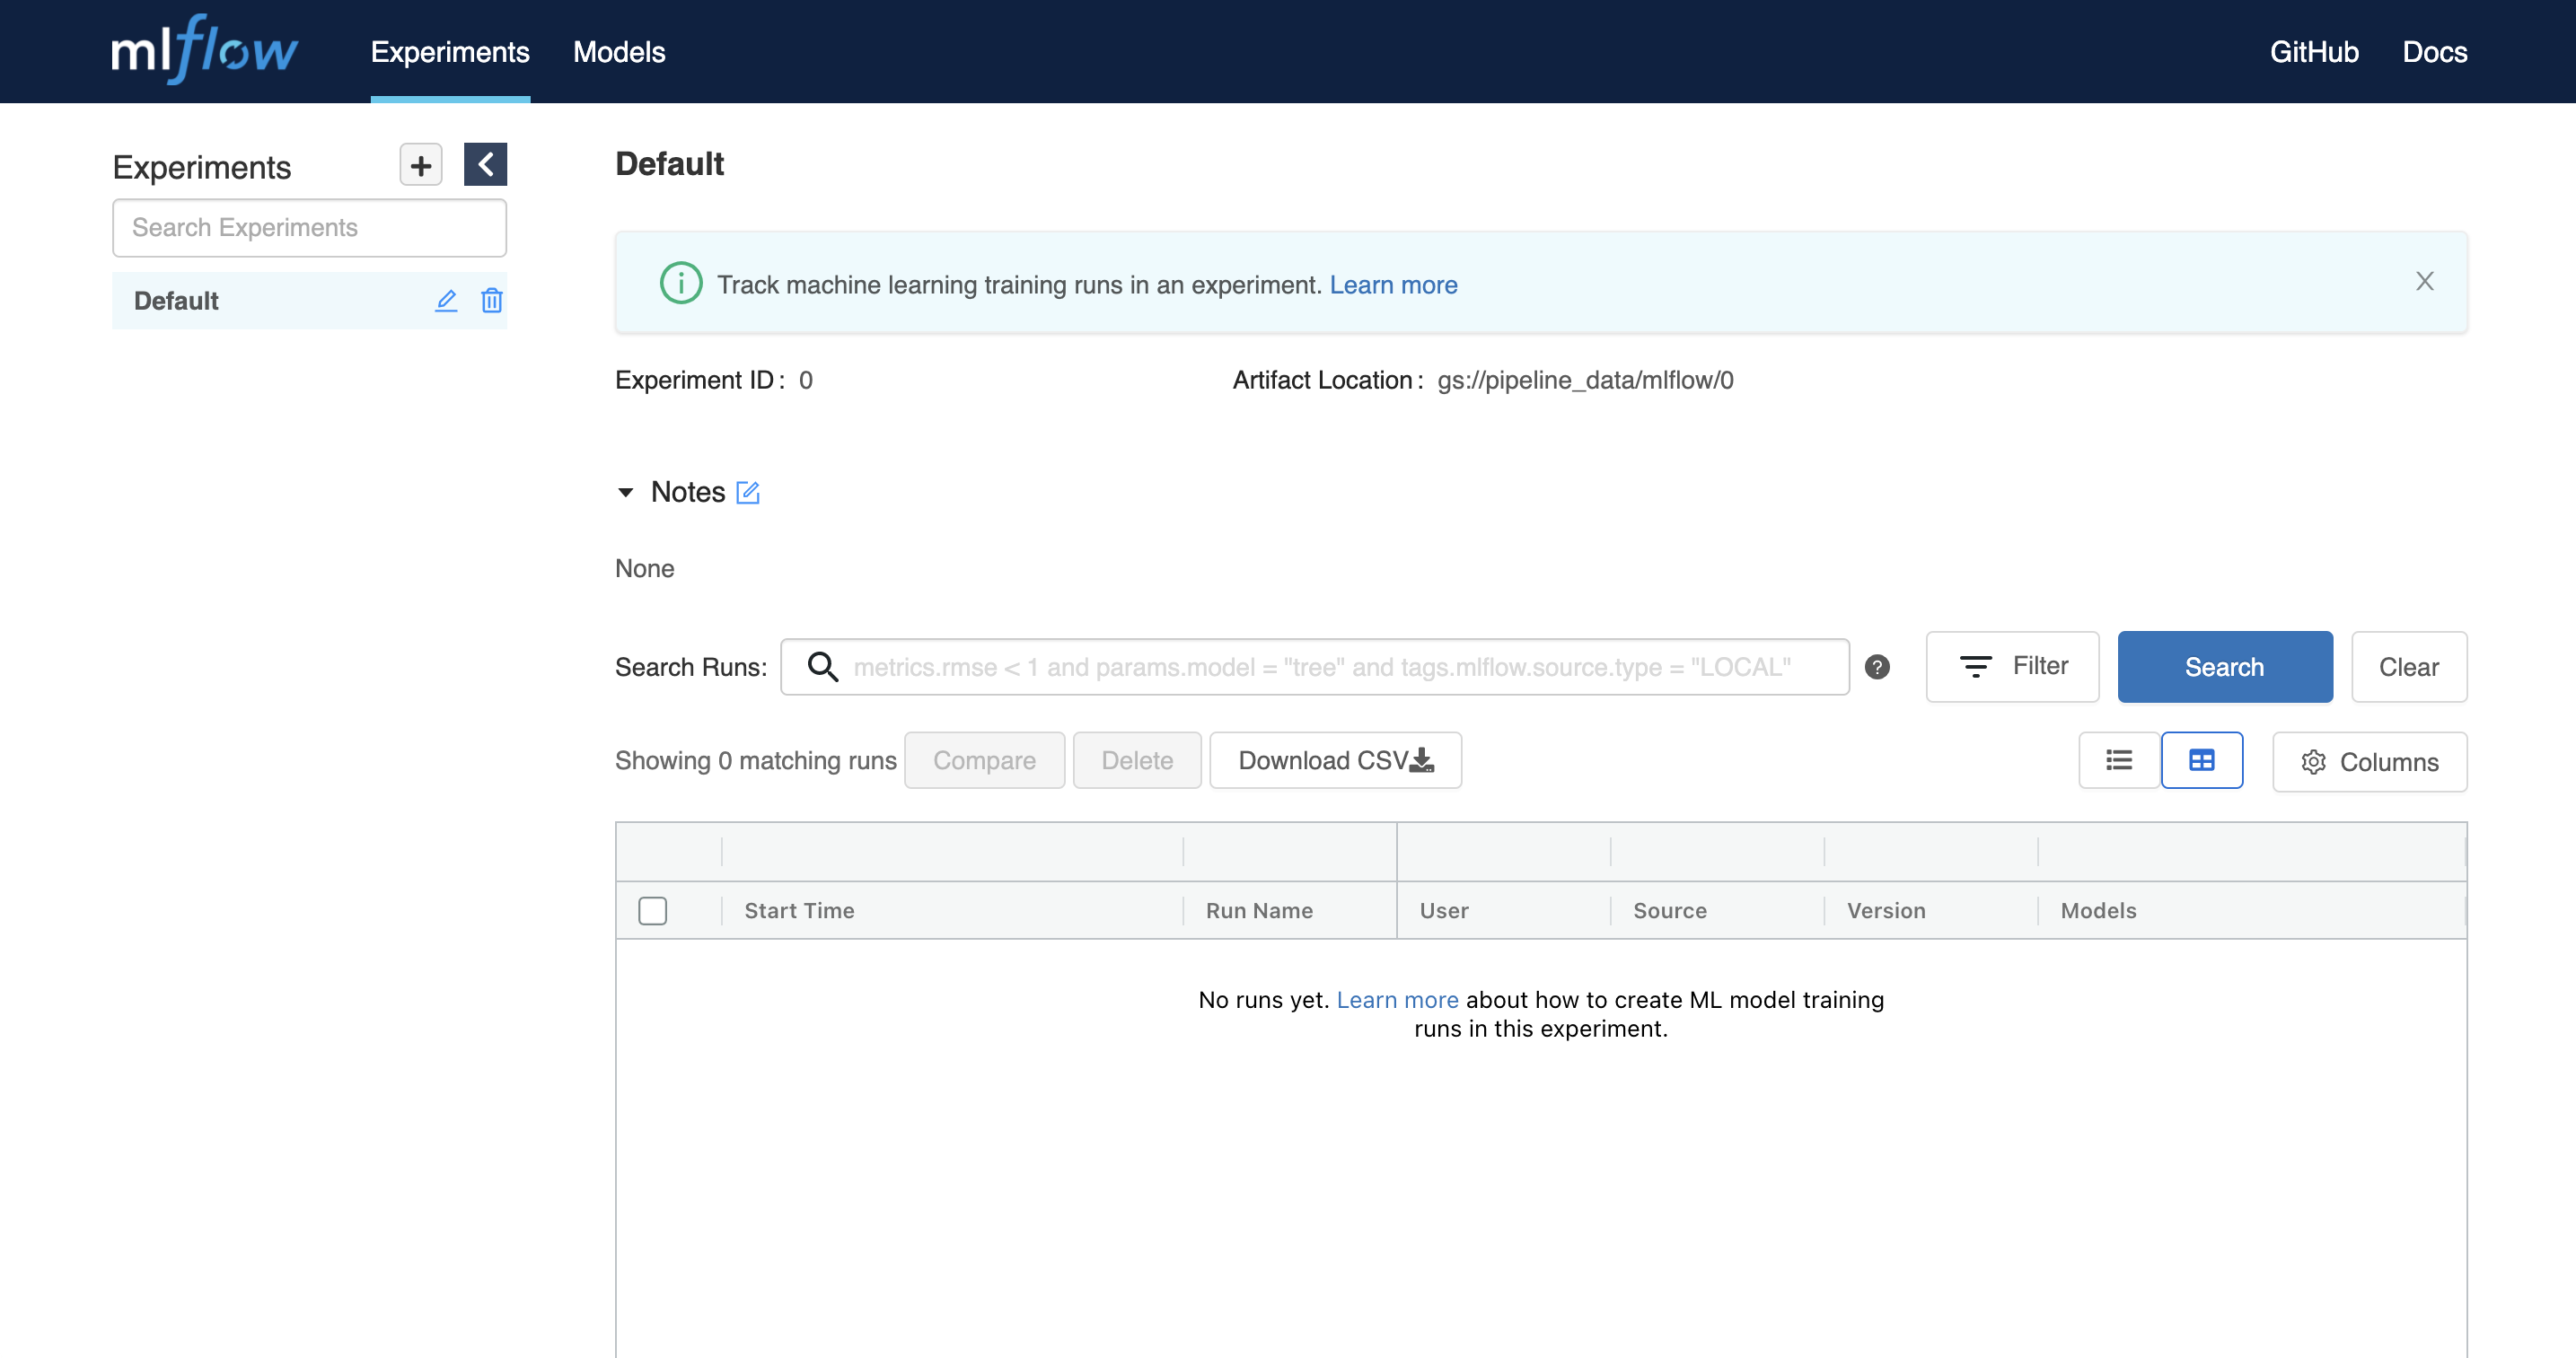 mlflow Experiments Models GitHub Docs
Experiments
Search Experiments
Default
Default
Track machine learning training runs in an experiment. Learn more
Experiment ID: 0 Artifact Location: gs://pipeline_data/mlflow/0
Notes
None
Search Runs: metrics.rmse < 1 and params.model = "tree" and tags.mlflow.source.type = "LOCAL" ? Filter Search Clear
Showing 0 matching runs Compare Delete Download CSV Columns
Start Time Run Name User Source Version Models
No runs yet. Learn more about how to create ML model training
runs in this experiment.